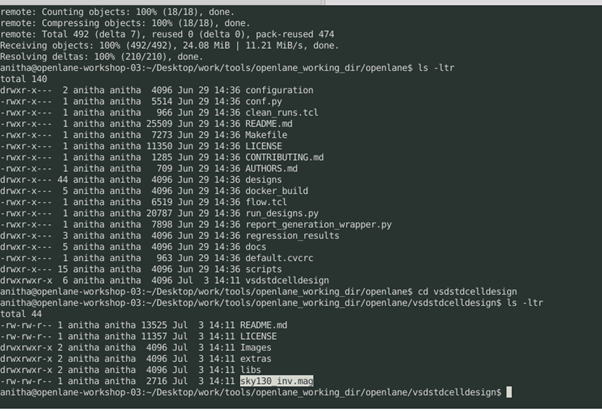 remote: Counting objects: 100% (18/18), done.
remote: Compressing objects: 100% (18/18), done.
remote: Total 492 (delta 7), reused 0 (delta 0), pack-reused 474
Receiving objects: 100% (492/492), 24.08 MiB | 11.21 MiB/s, done.
Resolving deltas: 100% (210/210), done.
anitha@openlane-workshop-03:~/Desktop/work/tools/openlane_working_dir/openlane$ ls -ltr
total 140
drwxr-x---  2 anitha anitha  4096 Jun 29 14:36 configuration
-rwxr-x---  1 anitha anitha  5514 Jun 29 14:36 conf.py
-rwxr-x---  1 anitha anitha   966 Jun 29 14:36 clean_runs.tcl
-rwxr-x---  1 anitha anitha 25509 Jun 29 14:36 README.md
-rwxr-x---  1 anitha anitha  7273 Jun 29 14:36 Makefile
-rwxr-x---  1 anitha anitha 11350 Jun 29 14:36 LICENSE
-rwxr-x---  1 anitha anitha  1285 Jun 29 14:36 CONTRIBUTING.md
-rwxr-x---  1 anitha anitha   709 Jun 29 14:36 AUTHORS.md
drwxr-x--- 44 anitha anitha  4096 Jun 29 14:36 designs
drwxr-x---  5 anitha anitha  4096 Jun 29 14:36 docker_build
-rwxr-x---  1 anitha anitha  6519 Jun 29 14:36 flow.tcl
-rwxr-x---  1 anitha anitha 20787 Jun 29 14:36 run_designs.py
-rwxr-x---  1 anitha anitha  7898 Jun 29 14:36 report_generation_wrapper.py
drwxr-x---  3 anitha anitha  4096 Jun 29 14:36 regression_results
drwxr-x---  5 anitha anitha  4096 Jun 29 14:36 docs
-rwxr-x---  1 anitha anitha   963 Jun 29 14:36 default.cvcrc
drwxr-x--- 15 anitha anitha  4096 Jun 29 14:36 scripts
drwxrwxr-x  6 anitha anitha  4096 Jul  3 14:11 vsdstdcelldesign
anitha@openlane-workshop-03:~/Desktop/work/tools/openlane_working_dir/openlane$ cd vsdstdcelldesign
anitha@openlane-workshop-03:~/Desktop/work/tools/openlane_working_dir/openlane/vsdstdcelldesign$ ls -ltr
total 44
-rw-rw-r-- 1 anitha anitha 13525 Jul  3 14:11 README.md
-rw-rw-r-- 1 anitha anitha 11357 Jul  3 14:11 LICENSE
drwxrwxr-x 2 anitha anitha  4096 Jul  3 14:11 Images
drwxrwxr-x 2 anitha anitha  4096 Jul  3 14:11 extras
drwxrwxr-x 2 anitha anitha  4096 Jul  3 14:11 libs
-rw-rw-r-- 1 anitha anitha  2716 Jul  3 14:11 sky130_inv.mag
anitha@openlane-workshop-03:~/Desktop/work/tools/openlane_working_dir/openlane/vsdstdcelldesign$